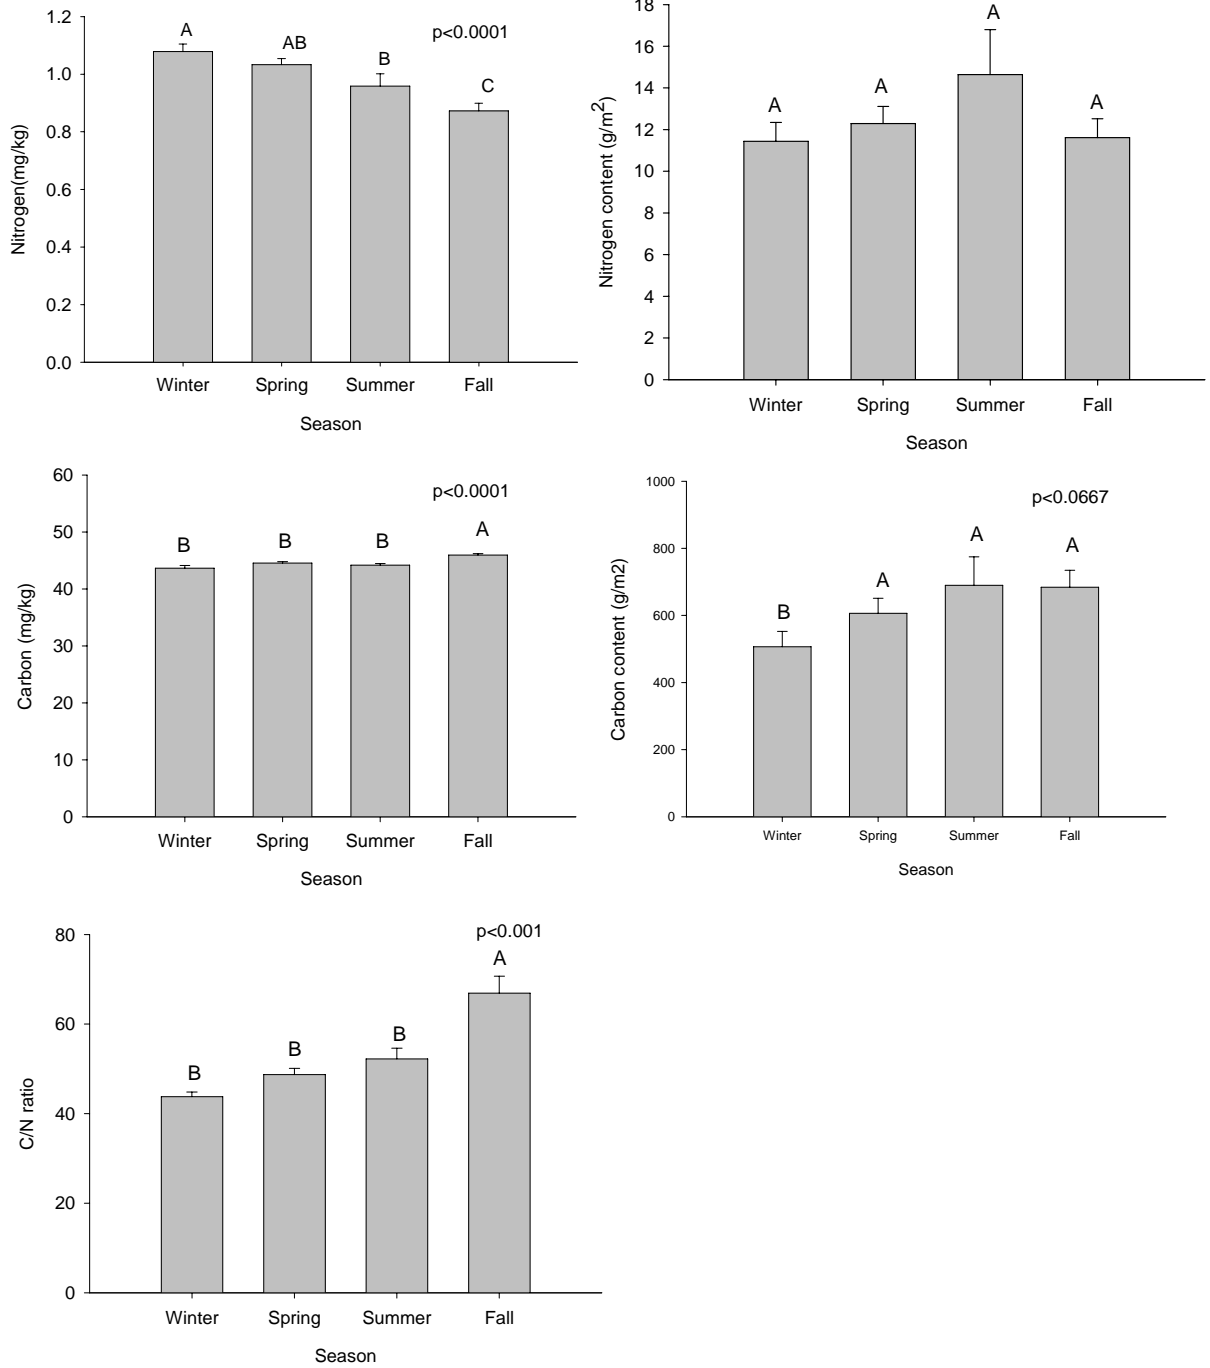 1.2
1.0
0.8
0.6
0.4
0.2
0.0
Nitrogen(mg/kg)
p<0.0001
A
AB
B
C
Winter Spring Summer Fall
Season
18
16
14
12
10
8
6
4
2
0
Nitrogen content (g/m2)
A
A
A
A
Winter Spring Summer Fall
Season
60
50
40
30
20
10
0
Carbon (mg/kg)
p<0.0001
B
B
B
A
Winter Spring Summer Fall
Season
1000
800
600
400
200
0
Carbon content (g/m2)
p<0.0667
B
A
A
A
Winter Spring Summer Fall
Season
80
60
40
20
0
C/N ratio
p<0.001
B
B
B
A
Winter Spring Summer Fall
Season